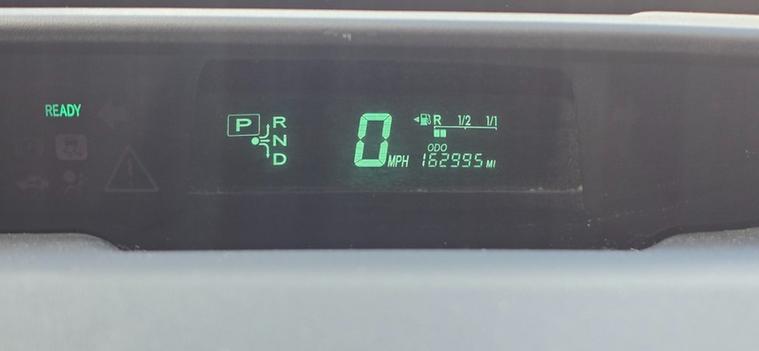 READY
P
R
N
D
0 MPH
R 1/2 1/1
ODO
162995 MI